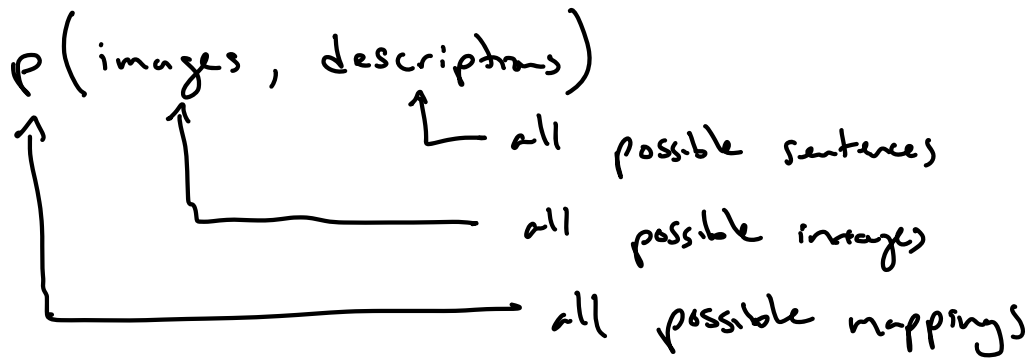 p(images, descriptions)
all possible sentences
all possible images
all possible mappings